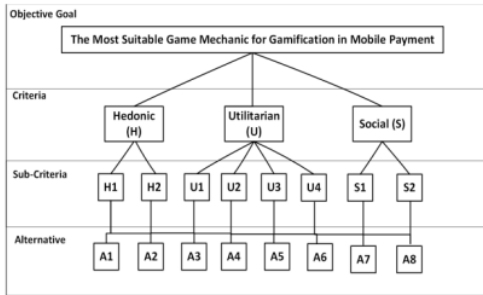 Objective Goal
The Most Suitable Game Mechanic for Gamification in Mobile Payment
Criteria
Hedonic
(H)
Utilitarian
(U)
Social (S)
Sub-Criteria
H1 H2 U1 U2 U3 U4 S1 S2
Alternative
A1 A2 A3 A4 A5 A6 A7 A8